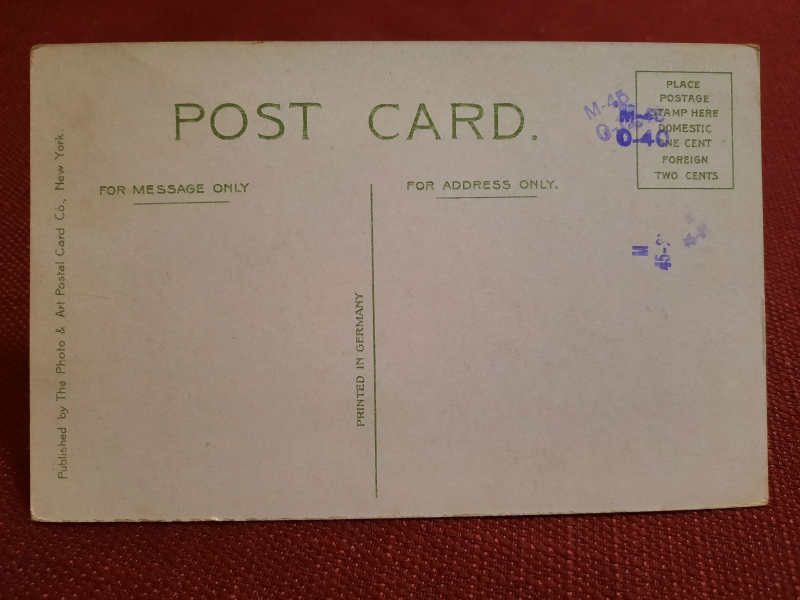 POST CARD.
PLACE
POSTAGE
STAMP HERE
DOMESTIC
ONE CENT
FOREIGN
TWO CENTS
M-45
M-45
O-40
FOR MESSAGE ONLY
FOR ADDRESS ONLY.
M
Published by The Photo & Art Postal Card Co., New York
PRINTED IN GERMANY